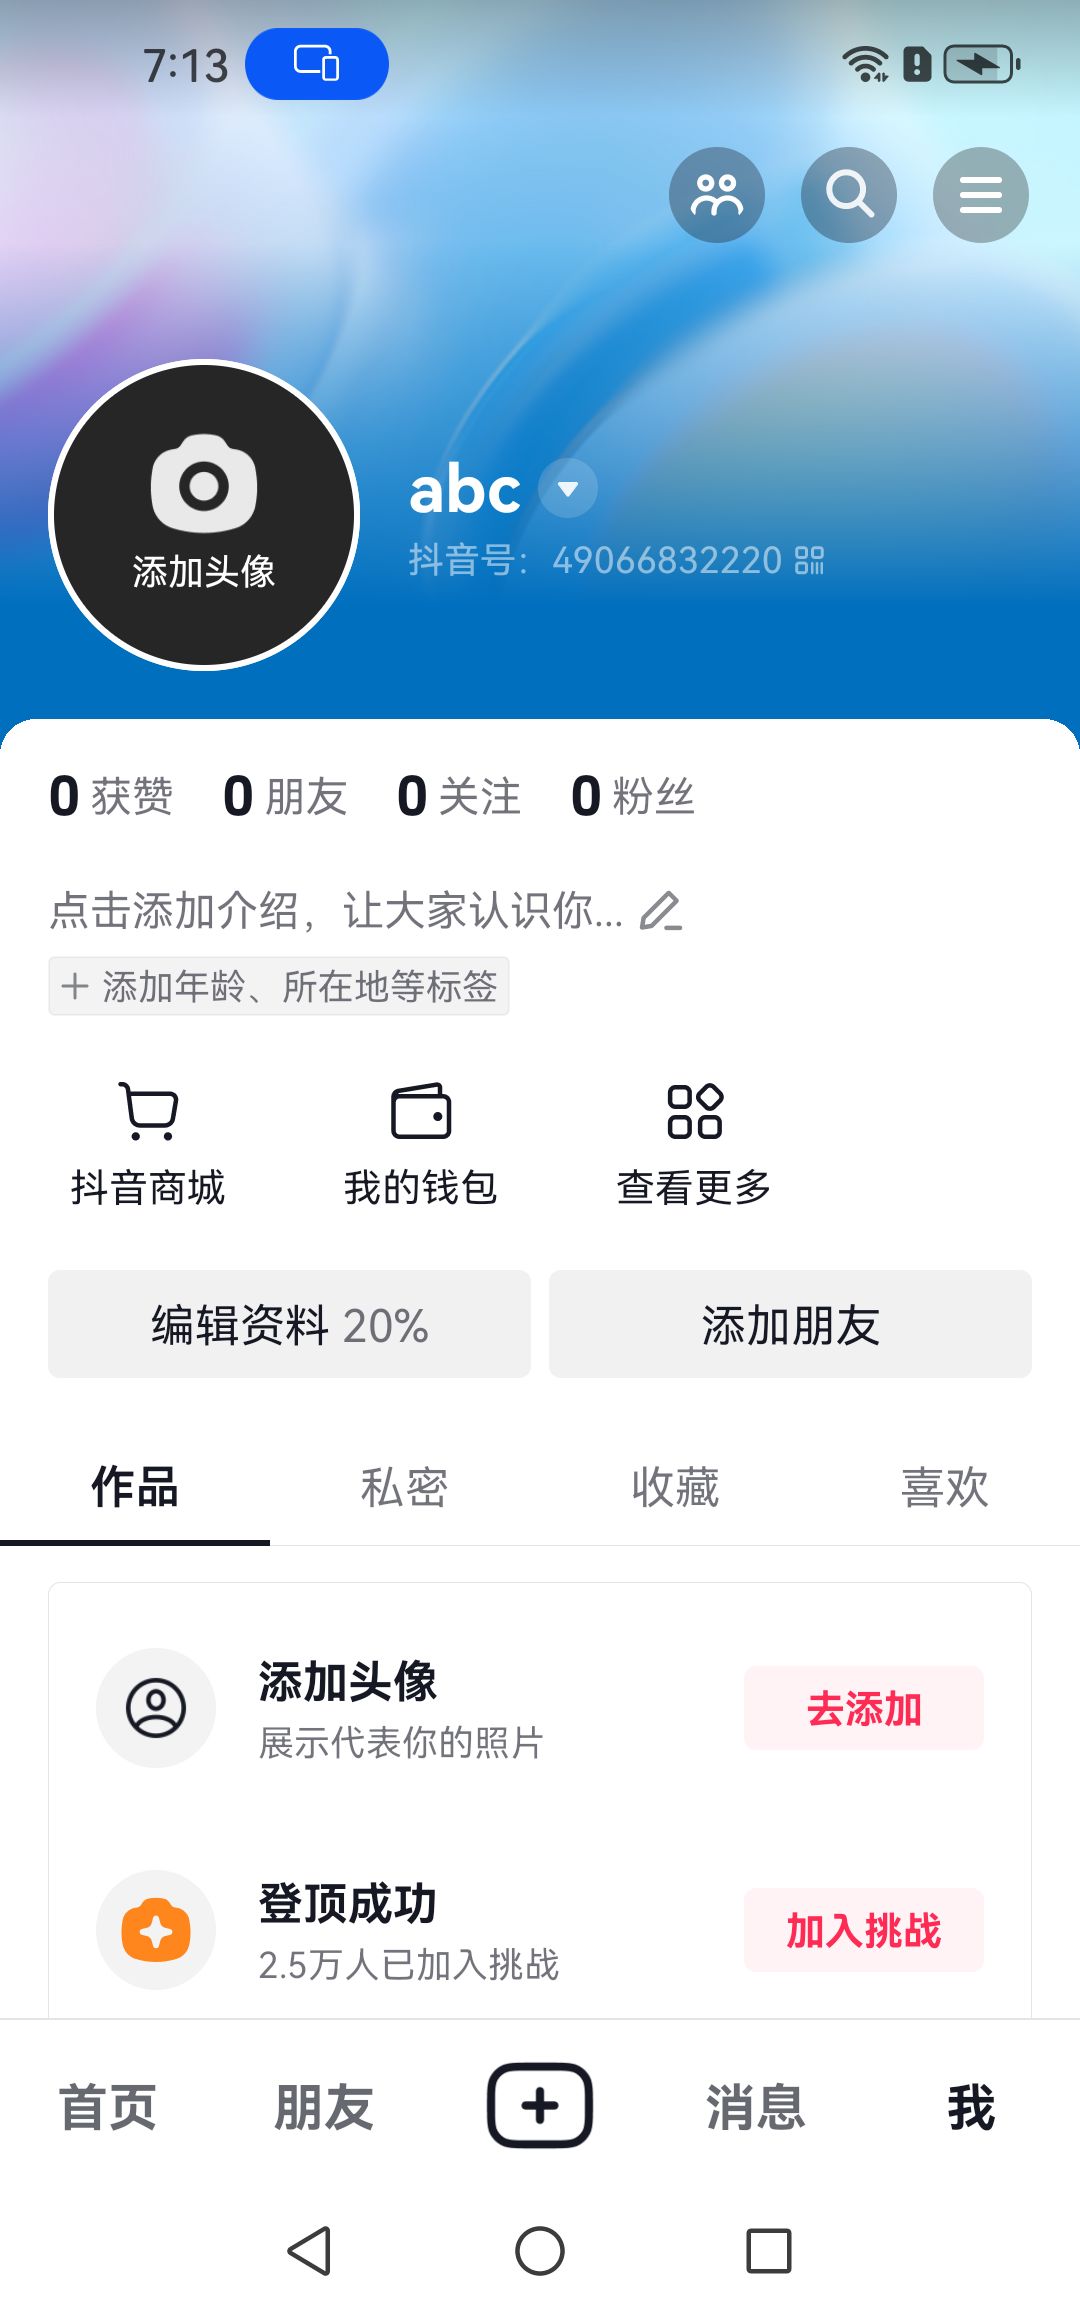 7:13
添加头像
abc
抖音号：49066832220
0 获赞 0 朋友 0 关注 0 粉丝
点击添加介绍，让大家认识你...
+ 添加年龄、所在地等标签
抖音商城 我的钱包 查看更多
编辑资料 20% 添加朋友
作品 私密 收藏 喜欢
添加头像
展示代表你的照片
去添加
登顶成功
2.5万人已加入挑战
加入挑战
首页 朋友 消息 我